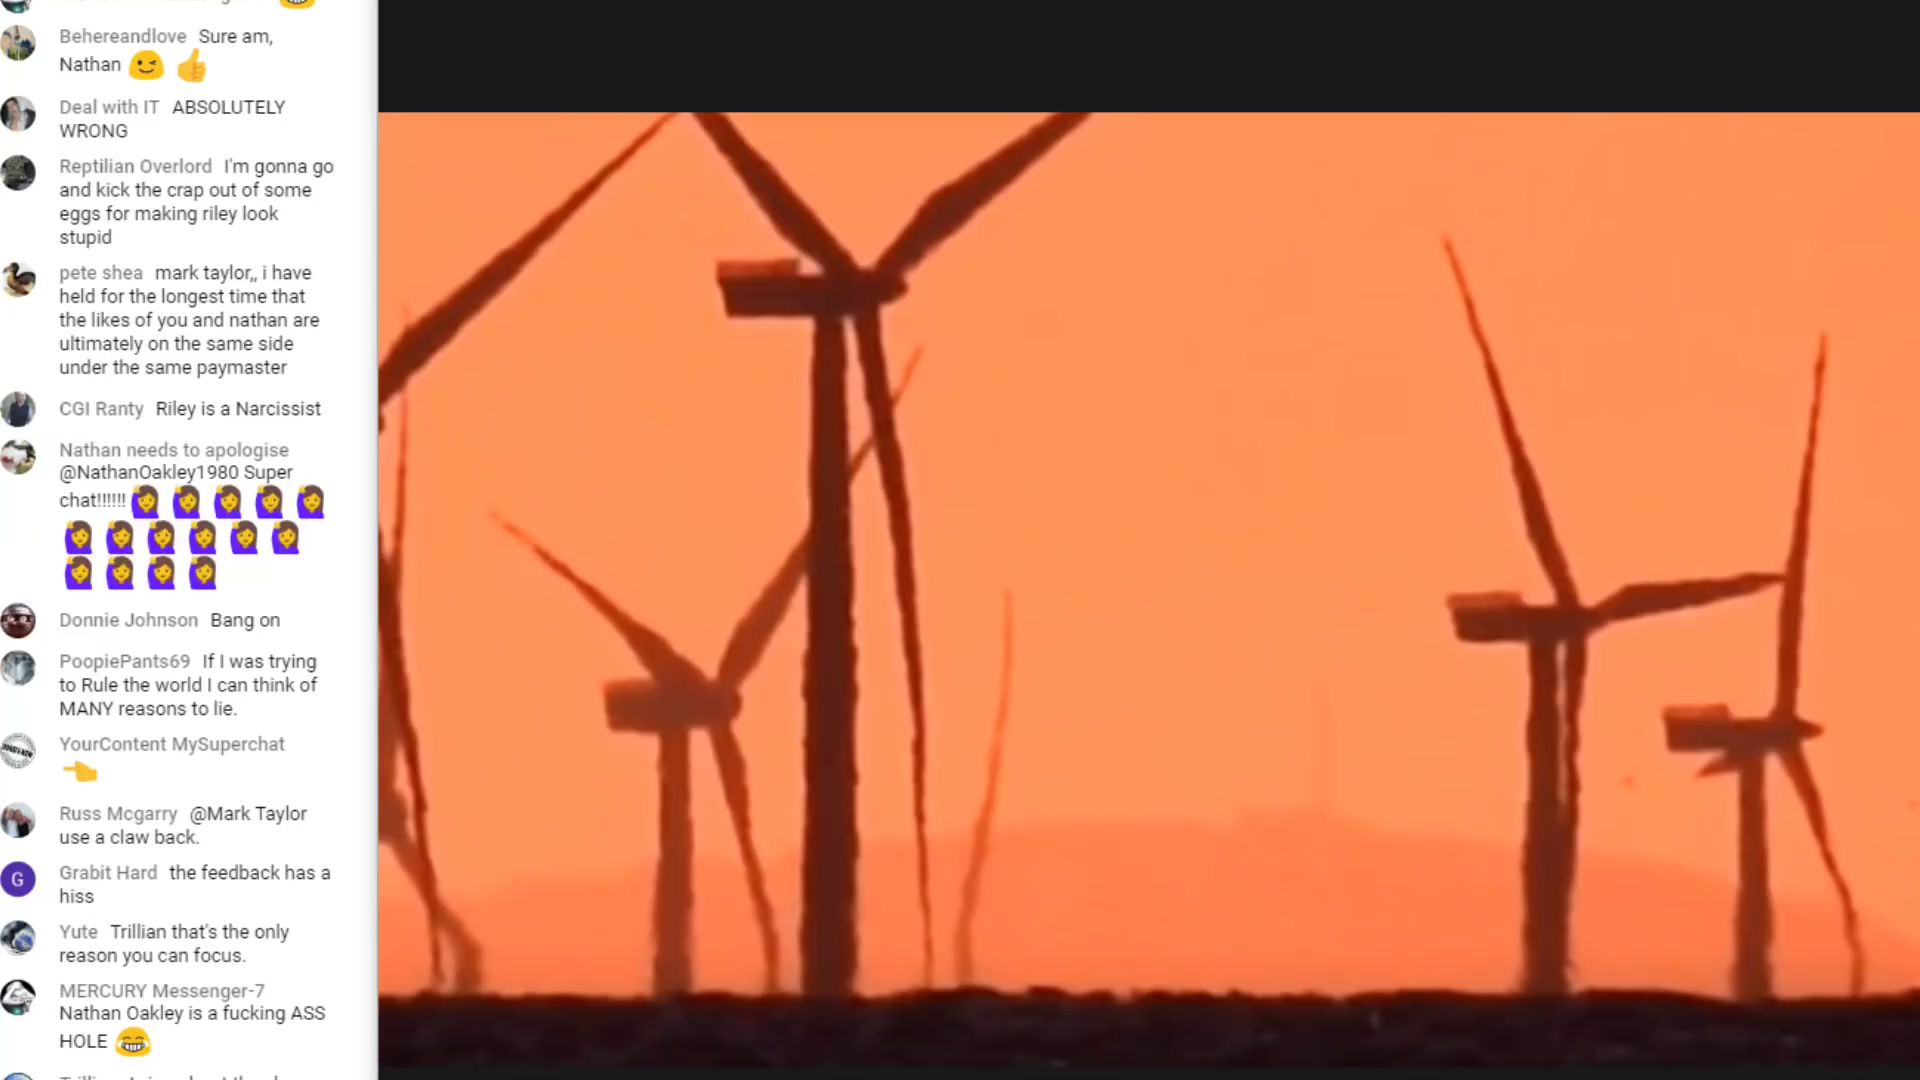 Behereandlove Sure am,
Nathan 😉 👍
Deal with IT ABSOLUTELY
WRONG
Reptilian Overlord I'm gonna go
and kick the crap out of some
eggs for making riley look
stupid
pete shea mark taylor,, i have
held for the longest time that
the likes of you and nathan are
ultimately on the same side
under the same paymaster
CGI Ranty Riley is a Narcissist
Nathan needs to apologise
@NathanOakley1980 Super
chat!!!!!! 🙋‍♀️ 🙋‍♀️ 🙋‍♀️ 🙋‍♀️ 🙋‍♀️
🙋‍♀️ 🙋‍♀️ 🙋‍♀️ 🙋‍♀️ 🙋‍♀️ 🙋‍♀️
🙋‍♀️ 🙋‍♀️ 🙋‍♀️ 🙋‍♀️
Donnie Johnson Bang on
PoopiePants69 If I was trying
to Rule the world I can think of
MANY reasons to lie.
YourContent MySuperchat
👈
Russ Mcgarry @Mark Taylor
use a claw back.
G
Grabit Hard the feedback has a
hiss
Yute Trillian that's the only
reason you can focus.
MERCURY Messenger-7
Nathan Oakley is a fucking ASS
HOLE 😂